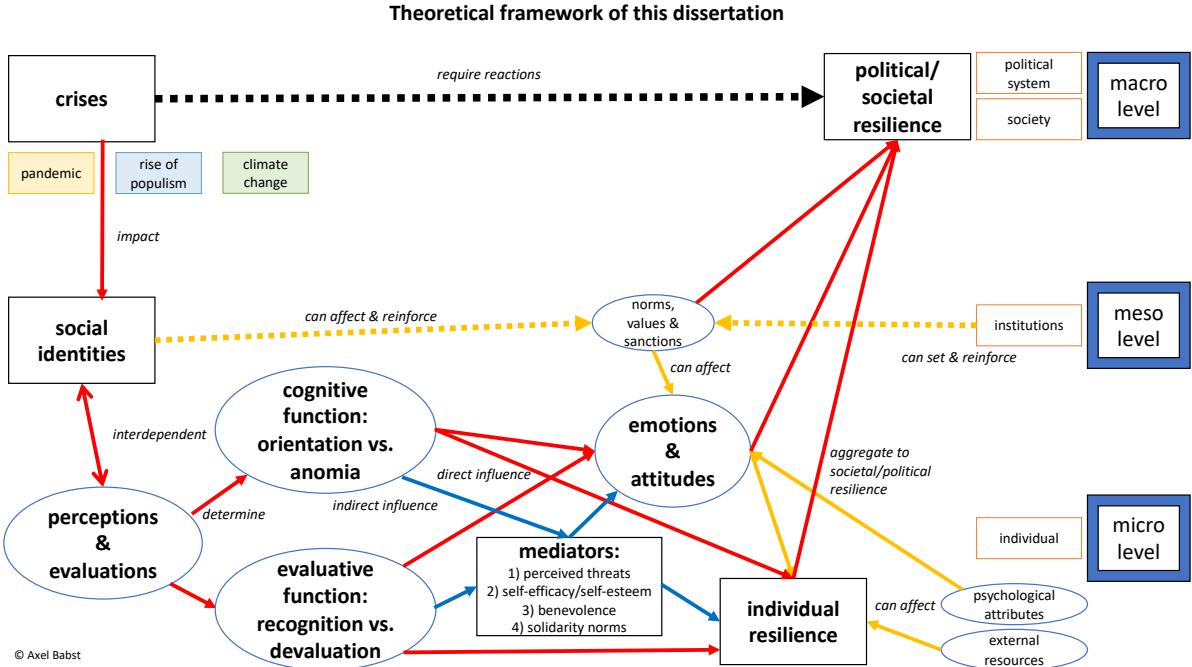 Theoretical framework of this dissertation
crises
require reactions
political/
societal
resilience
political
system
society
macro
level
pandemic
rise of
populism
climate
change
impact
social
identities
can affect & reinforce
norms,
values &
sanctions
institutions
can set & reinforce
meso
level
can affect
cognitive
function:
orientation vs.
anomia
emotions
&
attitudes
interdependent
direct influence
indirect influence
aggregate to
societal/political
resilience
determine
perceptions
&
evaluations
individual
micro
level
mediators:
1) perceived threats
2) self-efficacy/self-esteem
3) benevolence
4) solidarity norms
evaluative
function:
recognition vs.
devaluation
individual
resilience
can affect
psychological
attributes
external
resources
© Axel Babst